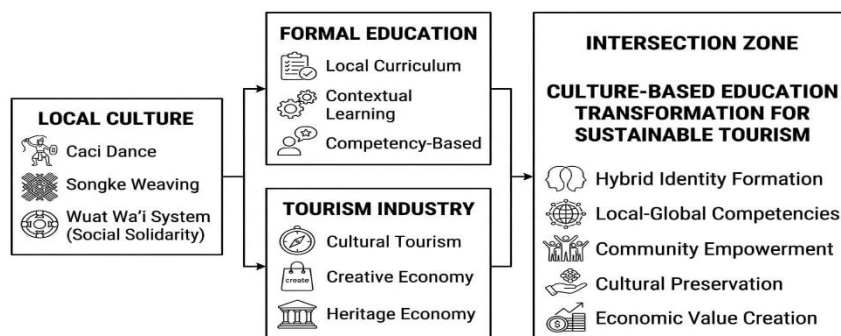 LOCAL CULTURE
Caci Dance
Songke Weaving
Wuat Wa'i System
(Social Solidarity)
FORMAL EDUCATION
Local Curriculum
Contextual
Learning
Competency-Based
TOURISM INDUSTRY
Cultural Tourism
create
Creative Economy
Heritage Economy
INTERSECTION ZONE
CULTURE-BASED EDUCATION
TRANSFORMATION FOR
SUSTAINABLE TOURISM
Hybrid Identity Formation
Local-Global Competencies
Community Empowerment
Cultural Preservation
$
Economic Value Creation